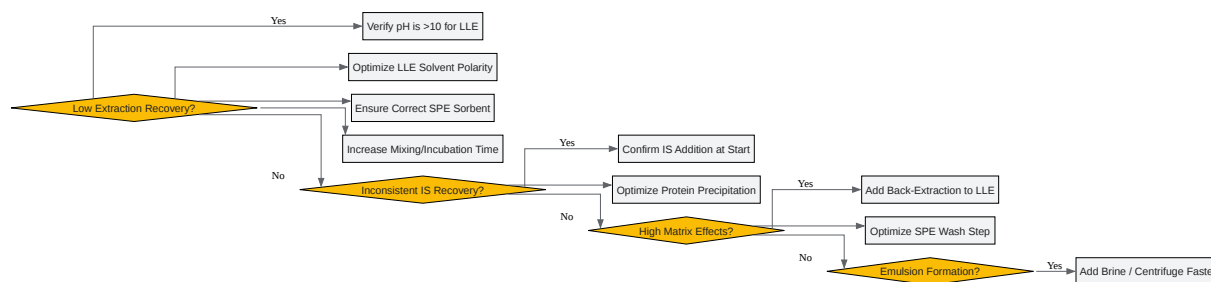 Yes
Verify pH is >10 for LLE
Optimize LLE Solvent Polarity
Low Extraction Recovery?
Ensure Correct SPE Sorbent
Increase Mixing/Incubation Time
No
Inconsistent IS Recovery?
Yes
Confirm IS Addition at Start
Optimize Protein Precipitation
No
High Matrix Effects?
Yes
Add Back-Extraction to LLE
Optimize SPE Wash Step
No
Emulsion Formation?
Yes
Add Brine / Centrifuge Faste